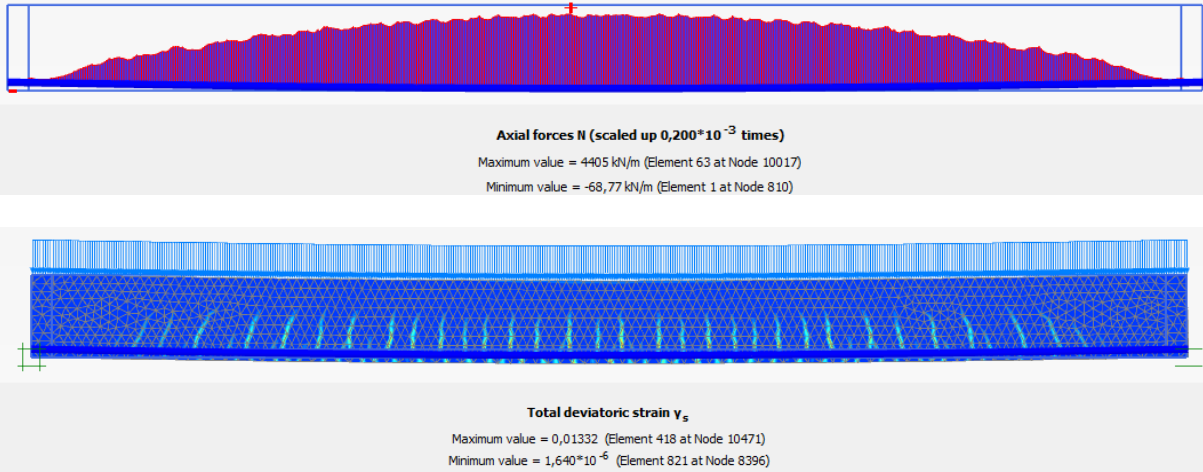 Axial forces N (scaled up 0,200*10 -3 times)
Maximum value = 4405 kN/m (Element 63 at Node 10017)
Minimum value = -68,77 kN/m (Element 1 at Node 810)
Total deviatoric strain γs
Maximum value = 0,01332 (Element 418 at Node 10471)
Minimum value = 1,640*10 -6 (Element 821 at Node 8396)